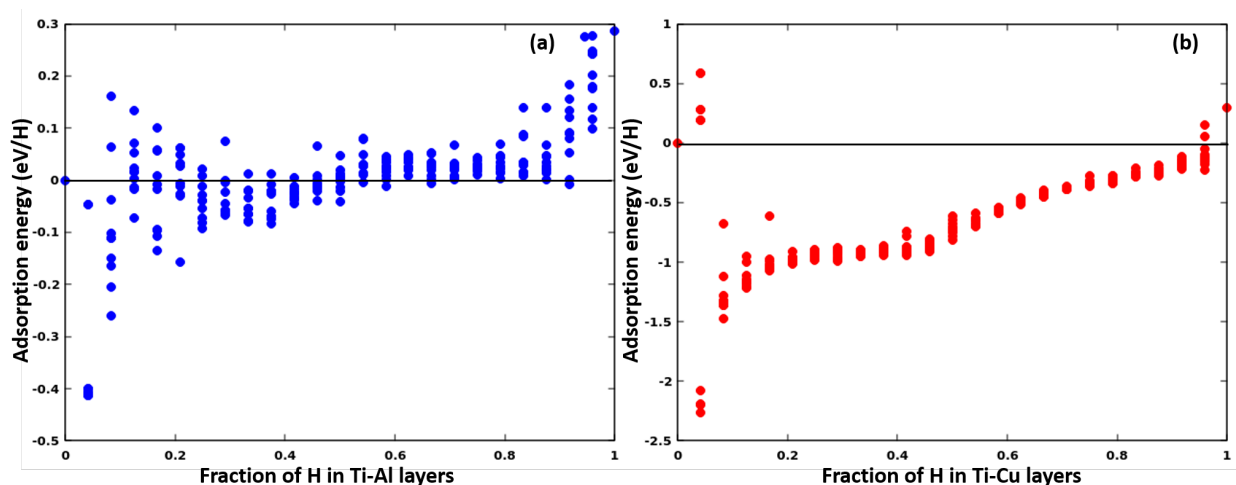 (a)
Adsorption energy (eV/H)
0.3
0.2
0.1
0
-0.1
-0.2
-0.3
-0.4
-0.5
0 0.2 0.4 0.6 0.8 1
Fraction of H in Ti-Al layers
(b)
Adsorption energy (eV/H)
1
0.5
0
-0.5
-1
-1.5
-2
-2.5
0 0.2 0.4 0.6 0.8 1
Fraction of H in Ti-Cu layers